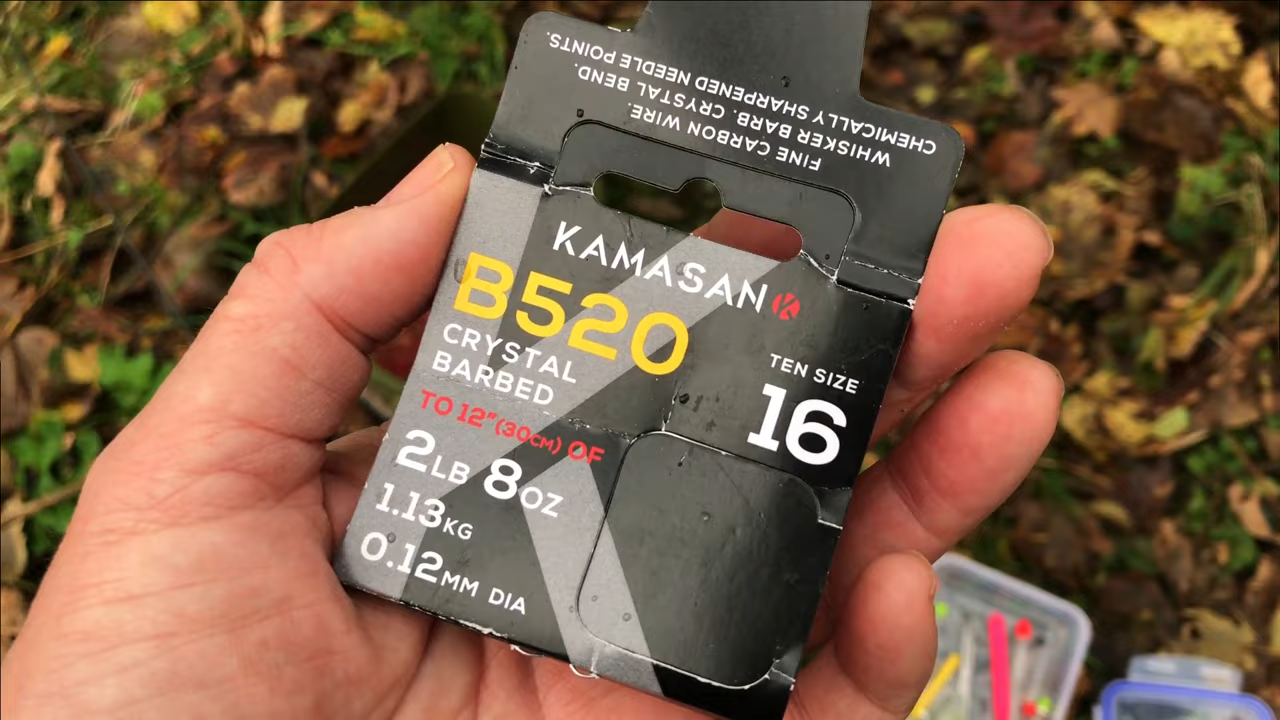 FINE CARBON WIRE.
WHISKER BARB. CRYSTAL BEND.
CHEMICALLY SHARPENED NEEDLE POINTS.
KAMASAN K
B520
CRYSTAL
BARBED
TO 12"(30CM) OF
2LB 8OZ
1.13KG
0.12MM DIA
TEN SIZE
16